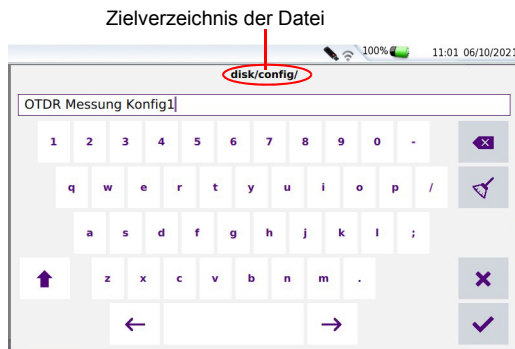 Zielverzeichnis der Datei
100% 11:01 06/10/2021
disk/config/
OTDR Messung Konfig1
1 2 3 4 5 6 7 8 9 0 -
q w e r t y u i o p /
a s d f g h j k l ;
z x c v b n m .